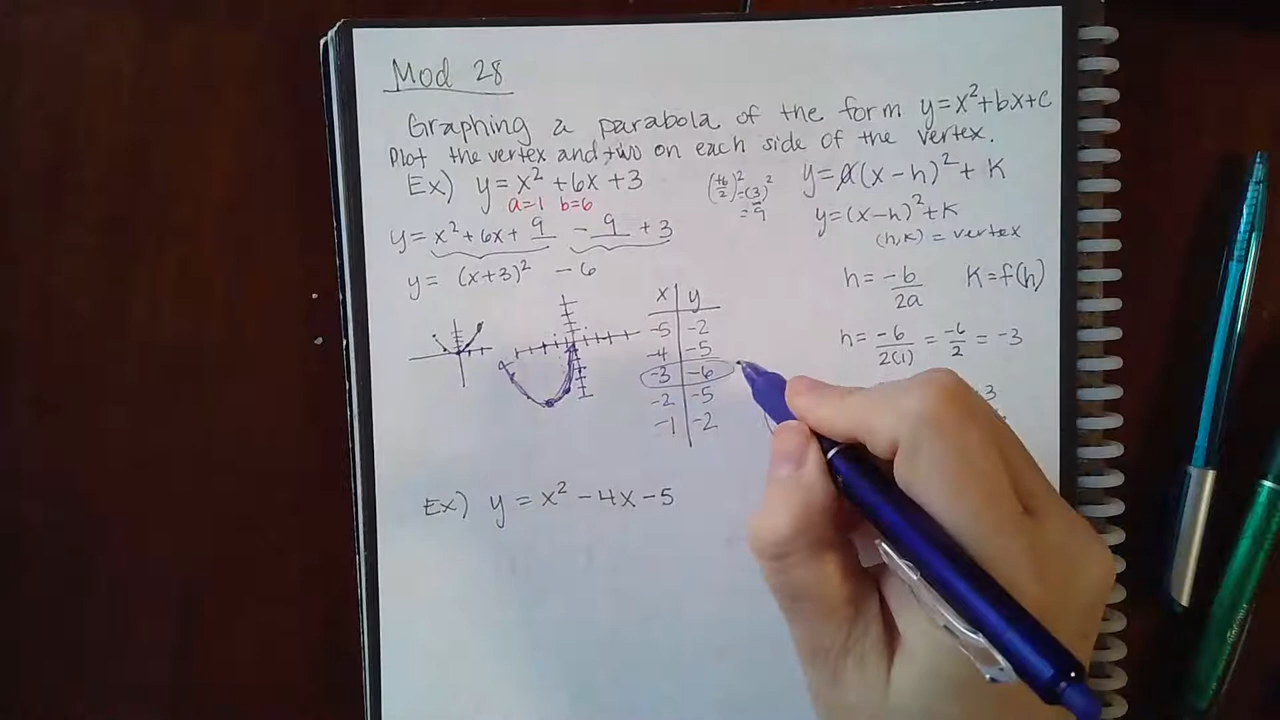 Mod 28
Graphing a parabola of the form y=x²+bx+c
Plot the vertex and two on each side of the vertex.
Ex) y=x²+6x+3
a=1 b=6
(+6/2)²=(3)²
=9
y=a(x-h)²+K
y=x²+6x+ 9 - 9 +3
y=(x-h)²+K
(h,K) = vertex
y= (x+3)² -6
h=-b/2a K=f(h)
x y
-5 -2
-4 -5
-3 -6
-2 -5
-1 -2
h=-6/2(1) = -6/2 = -3
3
Ex) y=x²-4x-5